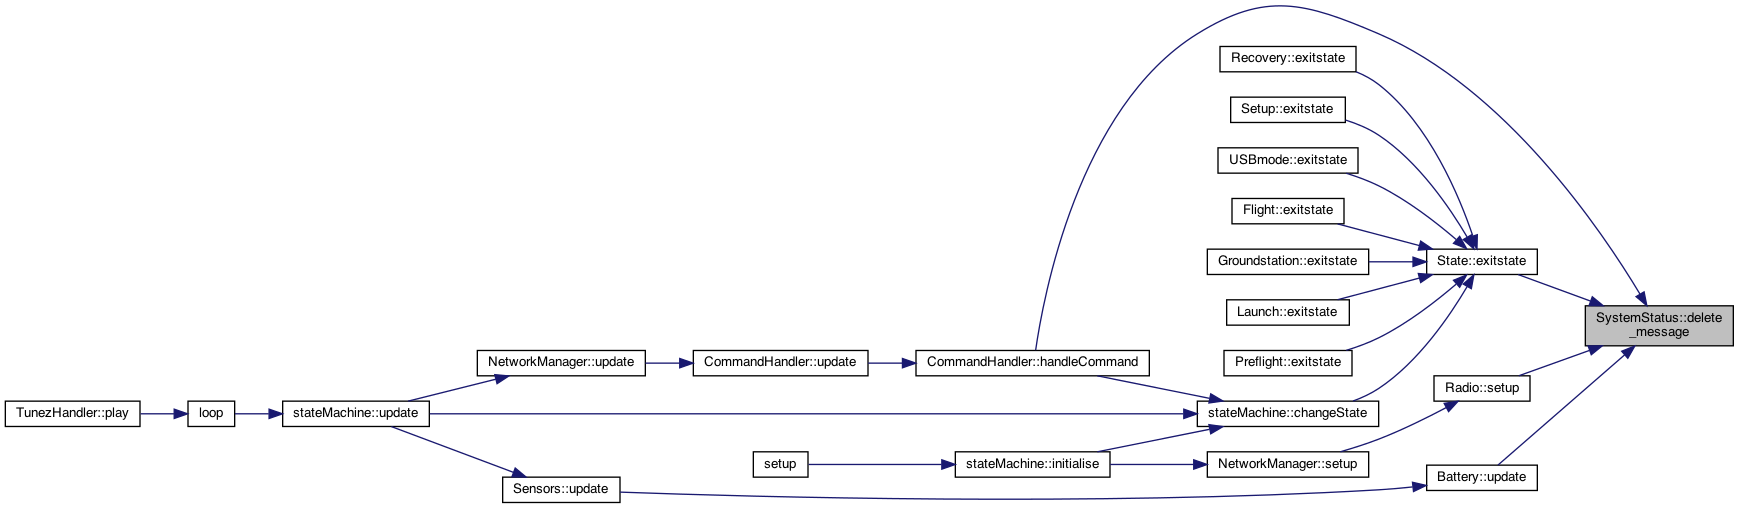 Recovery::exitstate
Setup::exitstate
USBmode::exitstate
Flight::exitstate
Groundstation::exitstate
State::exitstate
Launch::exitstate
SystemStatus::delete
_message
NetworkManager::update
CommandHandler::update
CommandHandler::handleCommand
Preflight::exitstate
Radio::setup
TunezHandler::play
loop
stateMachine::update
stateMachine::changeState
setup
stateMachine::initialise
NetworkManager::setup
Sensors::update
Battery::update